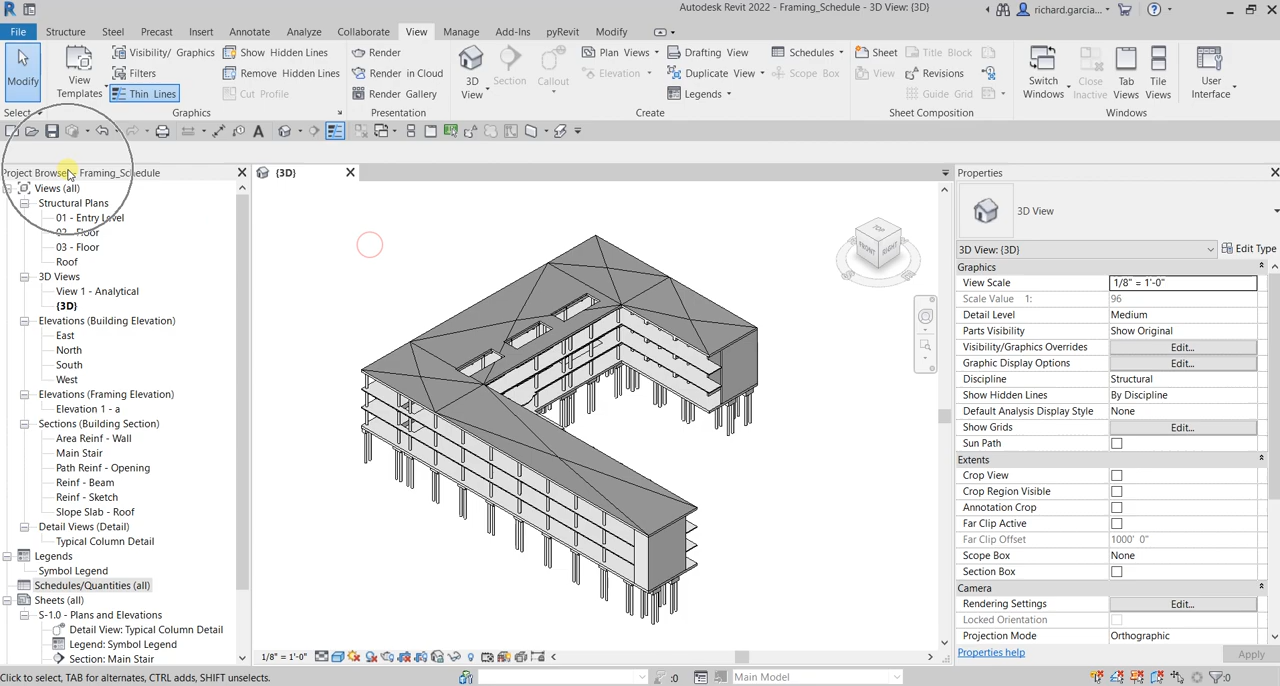 Autodesk Revit 2022 - Framing_Schedule - 3D View: {3D}
richard.garcia...
File Structure Steel Precast Insert Annotate Analyze Collaborate View Manage Add-Ins pyRevit Modify
Modify
View
Templates
Visibility/ Graphics
Filters
Thin Lines
Show Hidden Lines
Remove Hidden Lines
Cut Profile
Render
Render in Cloud
Render Gallery
3D
View
Section
Callout
Plan Views
Elevation
Drafting View
Duplicate View
Legends
Schedules
Scope Box
Sheet
View
Title Block
Revisions
Guide Grid
Switch
Windows
Close
Inactive
Tab
Views
Tile
Views
User
Interface
Select Graphics Presentation Create Sheet Composition Windows
Project Browser - Framing_Schedule
Views (all)
Structural Plans
01 - Entry Level
02 - Floor
03 - Floor
Roof
3D Views
View 1 - Analytical
{3D}
Elevations (Building Elevation)
East
North
South
West
Elevations (Framing Elevation)
Elevation 1 - a
Sections (Building Section)
Area Reinf - Wall
Main Stair
Path Reinf - Opening
Reinf - Beam
Reinf - Sketch
Slope Slab - Roof
Detail Views (Detail)
Typical Column Detail
Legends
Symbol Legend
Schedules/Quantities (all)
Sheets (all)
S-1.0 - Plans and Elevations
Detail View: Typical Column Detail
Legend: Symbol Legend
Section: Main Stair
{3D}
TOP
FRONT
RIGHT
1/8" = 1'-0"
Properties
3D View
3D View: {3D} Edit Type
Graphics
View Scale 1/8" = 1'-0"
Scale Value 1: 96
Detail Level Medium
Parts Visibility Show Original
Visibility/Graphics Overrides Edit...
Graphic Display Options Edit...
Discipline Structural
Show Hidden Lines By Discipline
Default Analysis Display Style None
Show Grids Edit...
Sun Path
Extents
Crop View
Crop Region Visible
Annotation Crop
Far Clip Active
Far Clip Offset 1000' 0"
Scope Box None
Section Box
Camera
Rendering Settings Edit...
Locked Orientation
Projection Mode Orthographic
Properties help Apply
Click to select, TAB for alternates, CTRL adds, SHIFT unselects.
:0
Main Model
:0